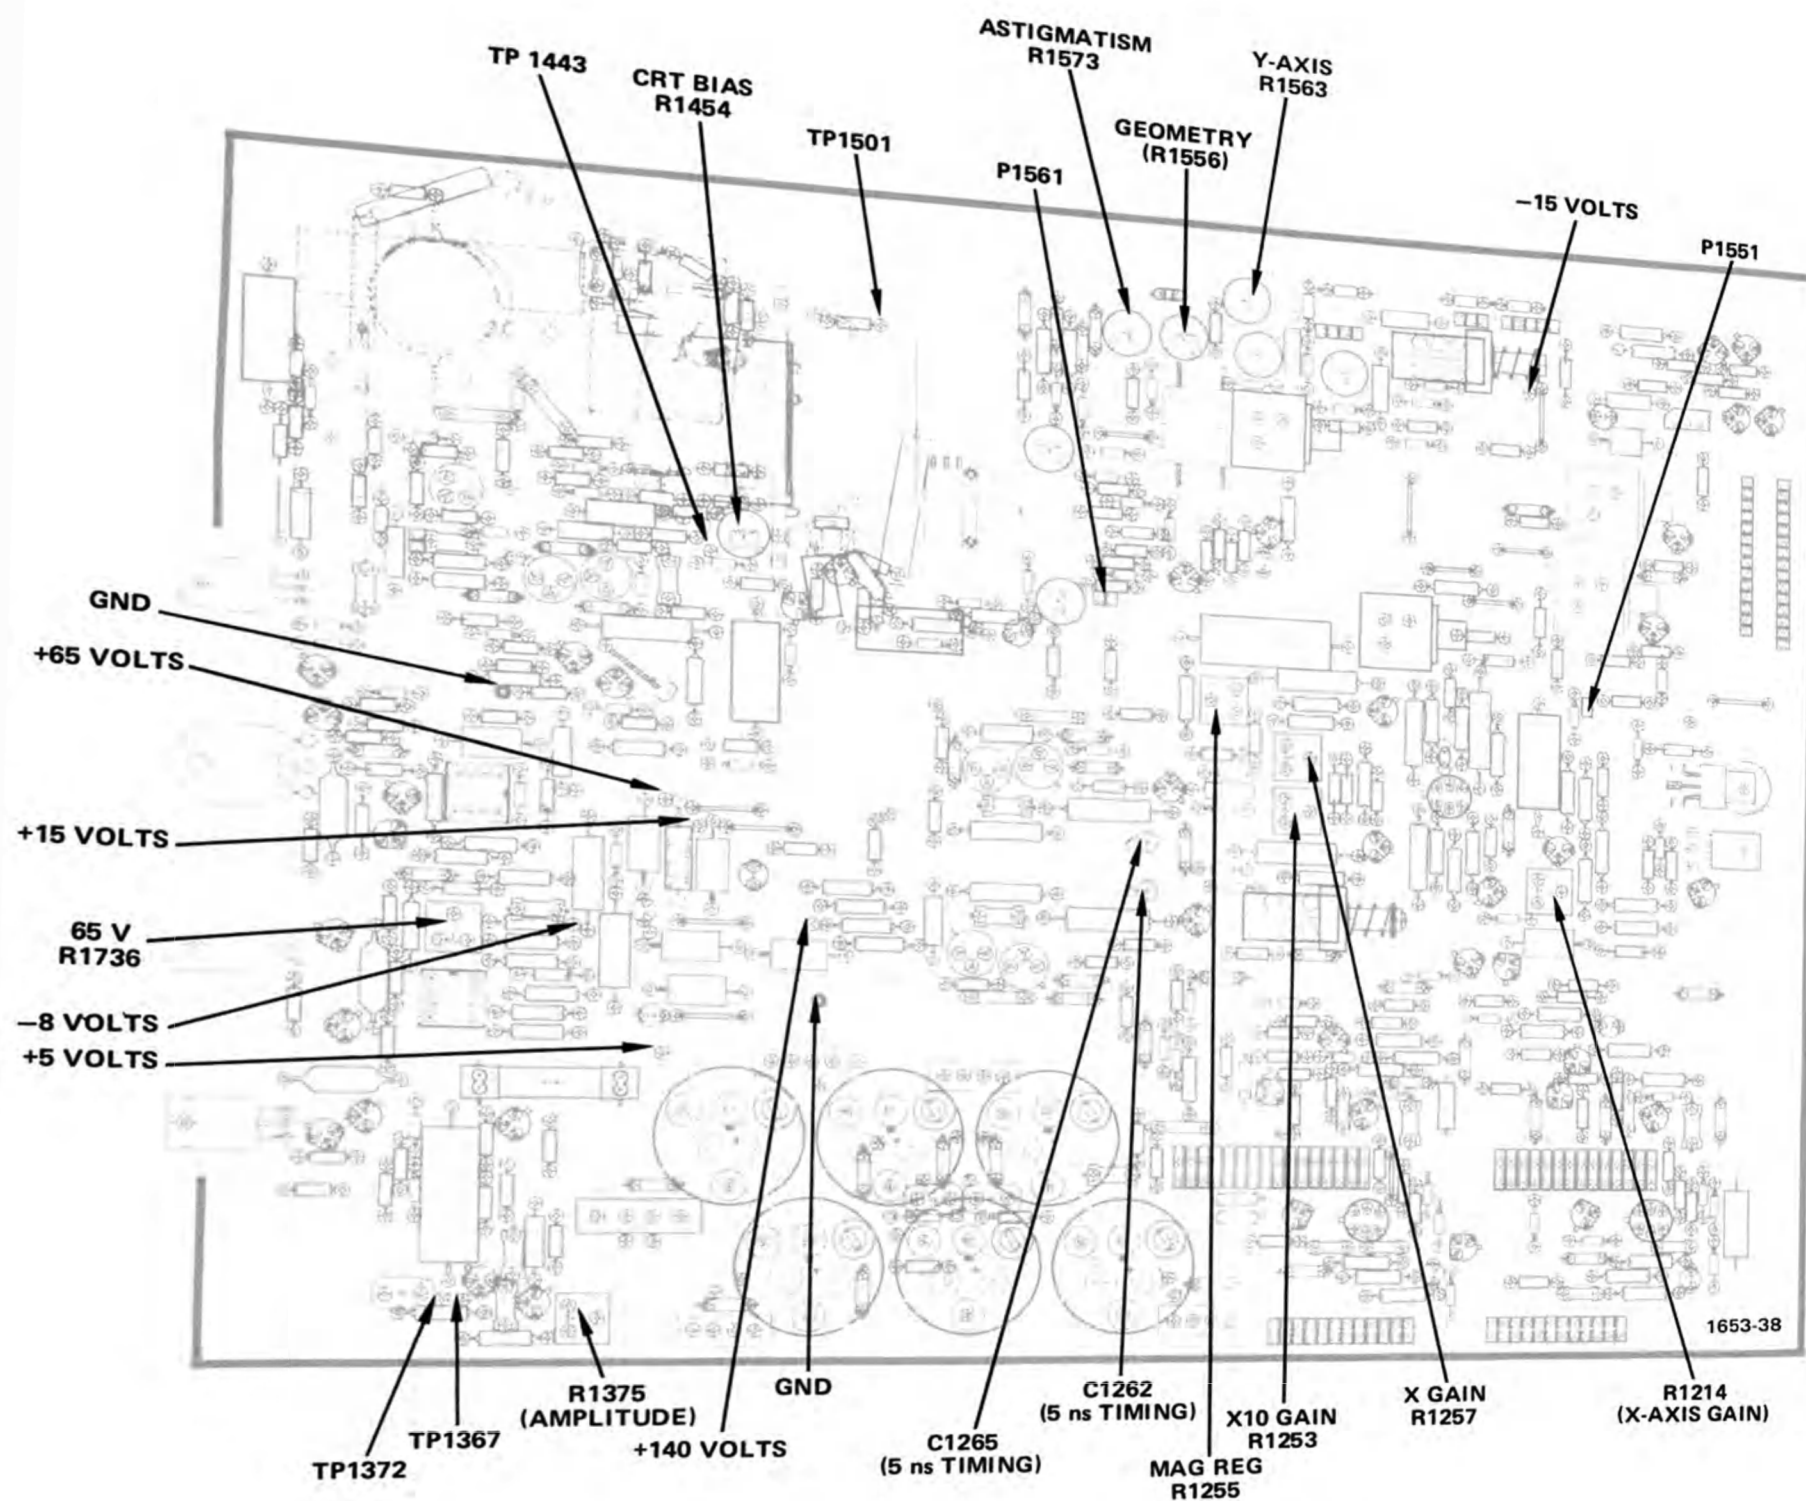 ASTIGMATISM
R1573
TP 1443
Y-AXIS
R1563
CRT BIAS
R1454
GEOMETRY
(R1556)
TP1501
P1561
–15 VOLTS
P1551
GND
+65 VOLTS
+15 VOLTS
65 V
R1736
–8 VOLTS
+5 VOLTS
1653-38
R1375
(AMPLITUDE)
GND
C1262
(5 ns TIMING)
X GAIN
R1257
R1214
(X-AXIS GAIN)
X10 GAIN
R1253
TP1367
+140 VOLTS
C1265
(5 ns TIMING)
TP1372
MAG REG
R1255